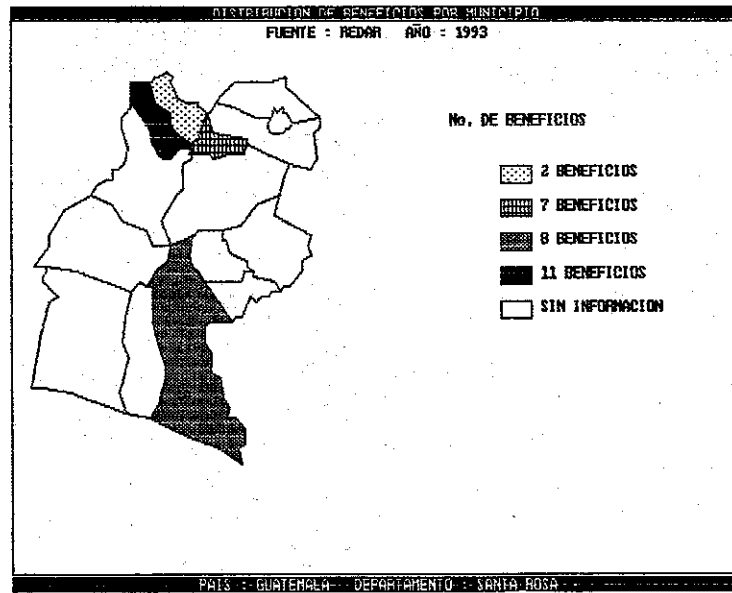 DISTRIBUCION DE BENEFICIOS POR MUNICIPIO
FUENTE : REDAR AÑO : 1993
No. DE BENEFICIOS
2 BENEFICIOS
7 BENEFICIOS
8 BENEFICIOS
11 BENEFICIOS
SIN INFORMACION
PAIS : GUATEMALA DEPARTAMENTO : SANTA ROSA